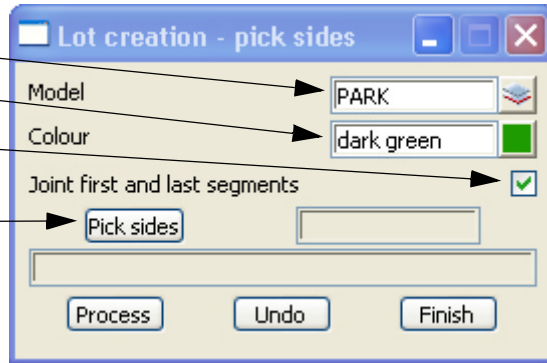 Lot creation - pick sides
Model PARK
Colour dark green
Joint first and last segments
Pick sides
Process Undo Finish